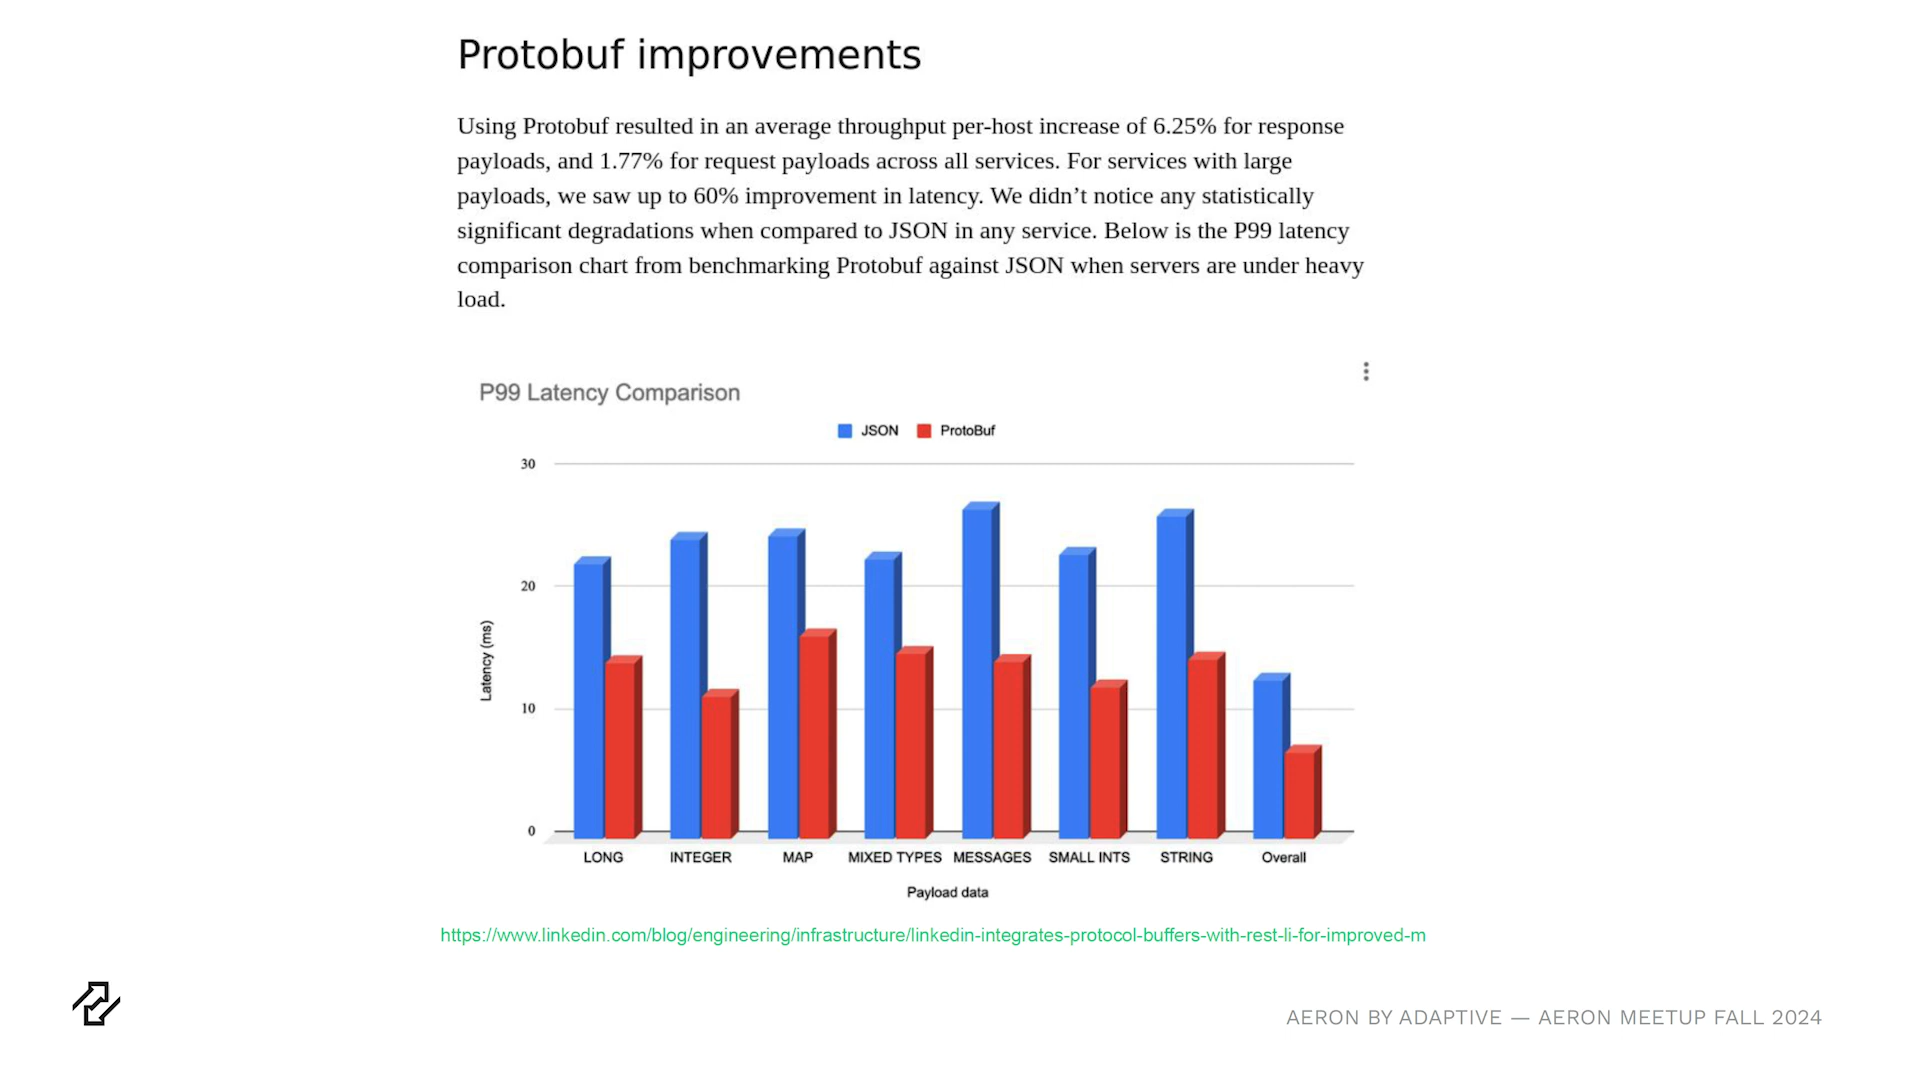 Protobuf improvements
Using Protobuf resulted in an average throughput per-host increase of 6.25% for response
payloads, and 1.77% for request payloads across all services. For services with large
payloads, we saw up to 60% improvement in latency. We didn’t notice any statistically
significant degradations when compared to JSON in any service. Below is the P99 latency
comparison chart from benchmarking Protobuf against JSON when servers are under heavy
load.
P99 Latency Comparison
JSON ProtoBuf
30
20
10
0
Latency (ms)
LONG INTEGER MAP MIXED TYPES MESSAGES SMALL INTS STRING Overall
Payload data
https://www.linkedin.com/blog/engineering/infrastructure/linkedin-integrates-protocol-buffers-with-rest-li-for-improved-m
AERON BY ADAPTIVE — AERON MEETUP FALL 2024